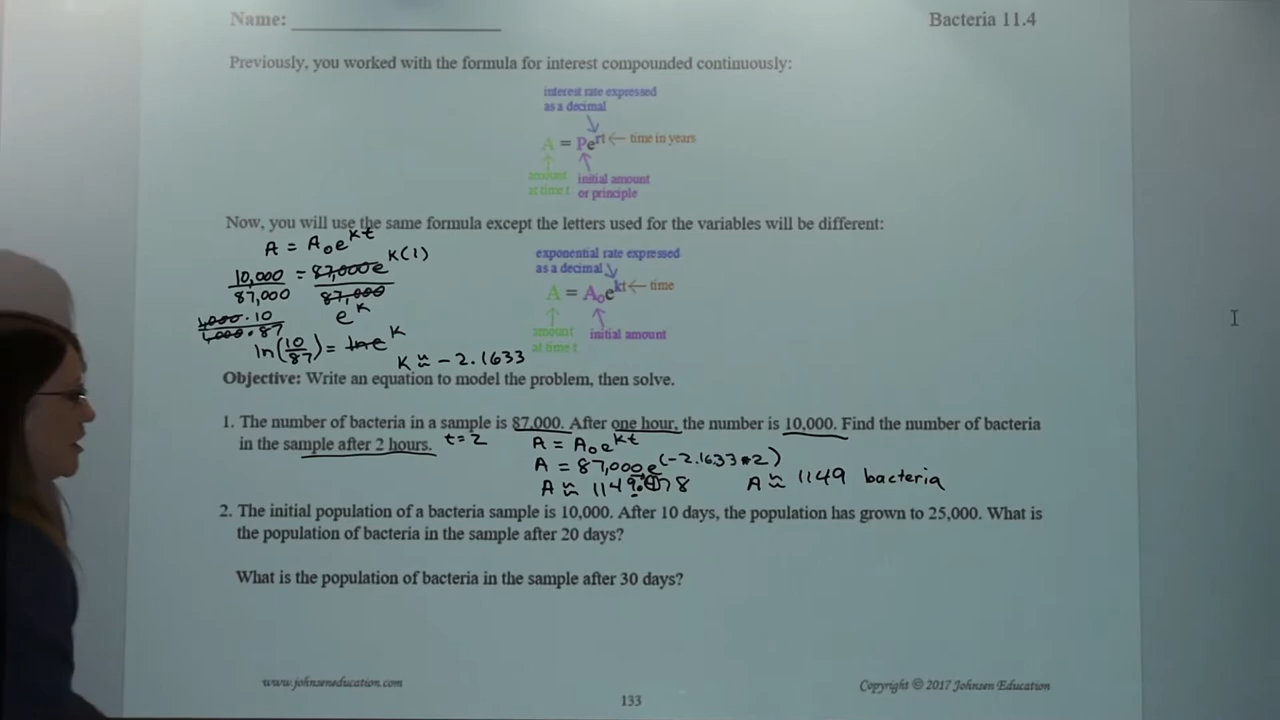 Name: ____________________ Bacteria 11.4
Previously, you worked with the formula for interest compounded continuously:
interest rate expressed
as a decimal
A = Pe^rt ← time in years
amount
at time t
initial amount
or principle
Now, you will use the same formula except the letters used for the variables will be different:
A = A₀e^kt
10,000/87,000 = 87,000e^K(1)/87,000
1,000·10/1,000·87 e^K
ln(10/87) = lne^K
K ≈ -2.1633
exponential rate expressed
as a decimal
A = A₀e^kt ← time
amount
at time t
initial amount
Objective: Write an equation to model the problem, then solve.
1. The number of bacteria in a sample is 87,000. After one hour, the number is 10,000. Find the number of bacteria
in the sample after 2 hours. t=2
A = A₀e^kt
A = 87,000e^(-2.1633*2)
A ≈ 1149. 78 A ≈ 1149 bacteria
2. The initial population of a bacteria sample is 10,000. After 10 days, the population has grown to 25,000. What is
the population of bacteria in the sample after 20 days?
What is the population of bacteria in the sample after 30 days?
www.johnseneducation.com
Copyright © 2017 Johnsen Education
133